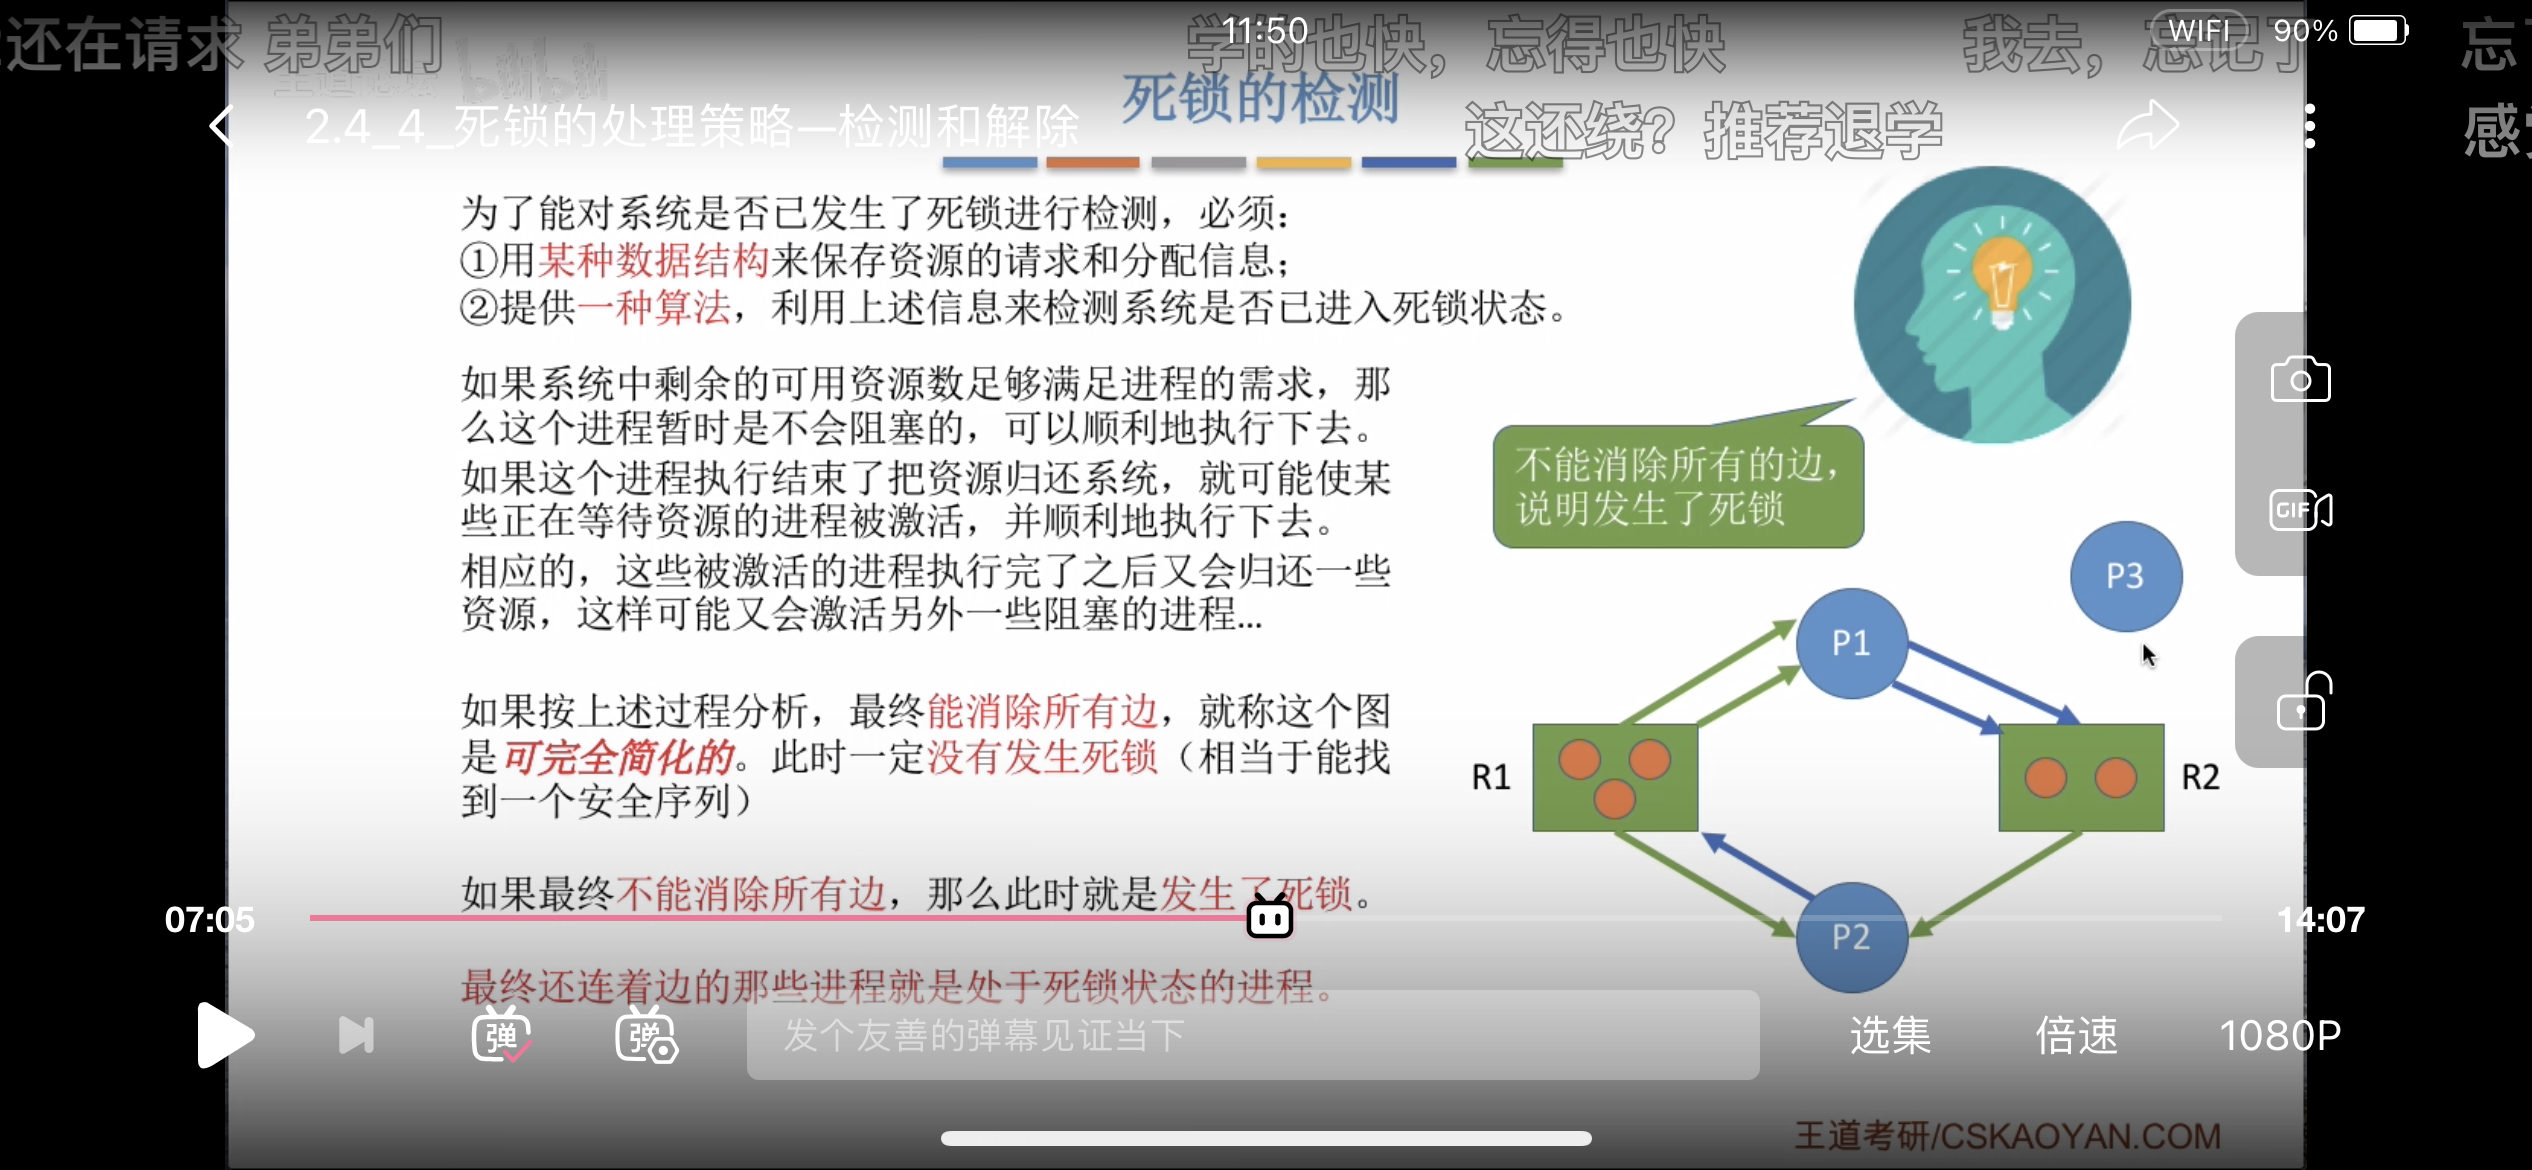 还在请求 弟弟们
11:50
学的也快，忘得也快
我去，忘记了
WIFI
90%
忘
王道论坛
bilibili
2.4_4_死锁的处理策略—检测和解除
死锁的检测
这还绕？推荐退学
感
为了能对系统是否已发生了死锁进行检测，必须：
①用某种数据结构来保存资源的请求和分配信息；
②提供一种算法，利用上述信息来检测系统是否已进入死锁状态。
如果系统中剩余的可用资源数足够满足进程的需求，那
么这个进程暂时是不会阻塞的，可以顺利地执行下去。
如果这个进程执行结束了把资源归还系统，就可能使某
些正在等待资源的进程被激活，并顺利地执行下去。
相应的，这些被激活的进程执行完了之后又会归还一些
资源，这样可能又会激活另外一些阻塞的进程...
如果按上述过程分析，最终能消除所有边，就称这个图
是可完全简化的。此时一定没有发生死锁（相当于能找
到一个安全序列）
如果最终不能消除所有边，那么此时就是发生了死锁。
最终还连着边的那些进程就是处于死锁状态的进程。
不能消除所有的边，
说明发生了死锁
GIF
P3
P1
R1
R2
P2
07:05
14:07
弹
弹
发个友善的弹幕见证当下
选集
倍速
1080P
王道考研/CSKAOYAN.COM